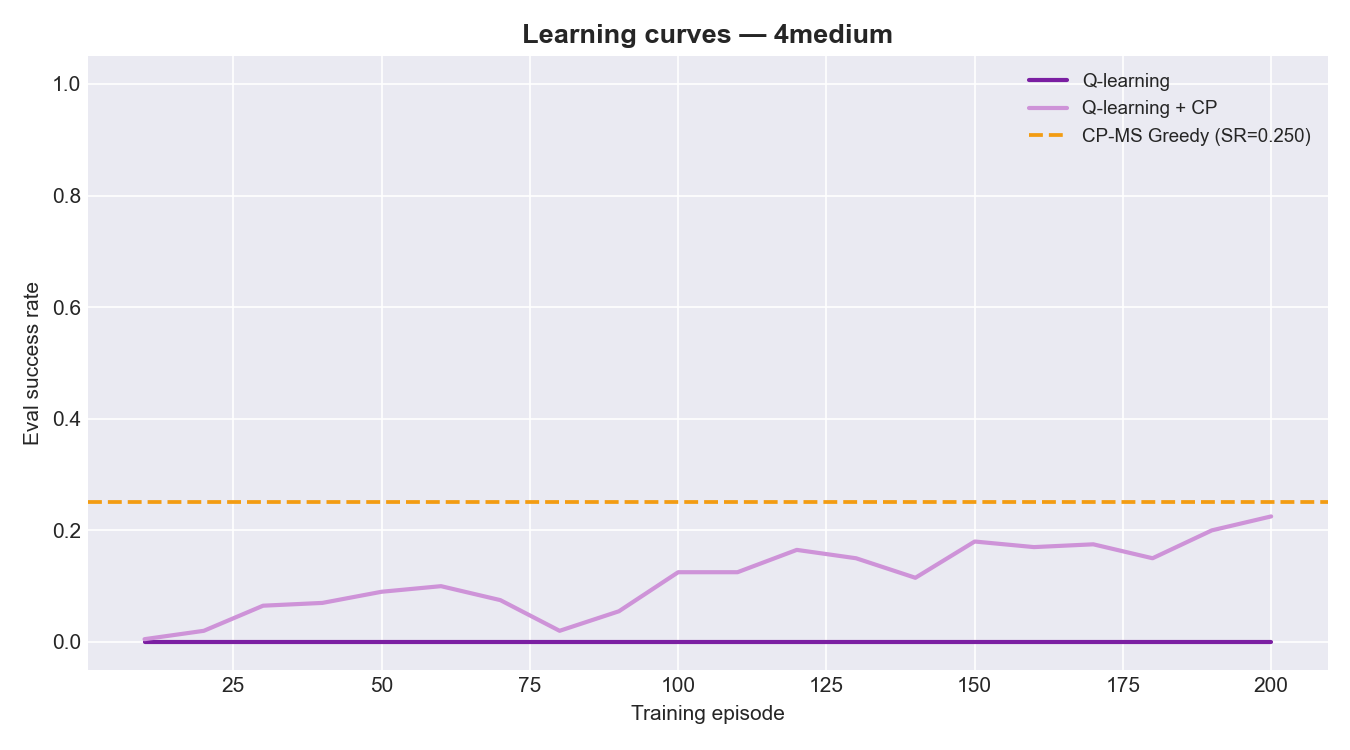 Learning curves — 4medium
Q-learning
Q-learning + CP
CP-MS Greedy (SR=0.250)
Eval success rate
1.0
0.8
0.6
0.4
0.2
0.0
25 50 75 100 125 150 175 200
Training episode